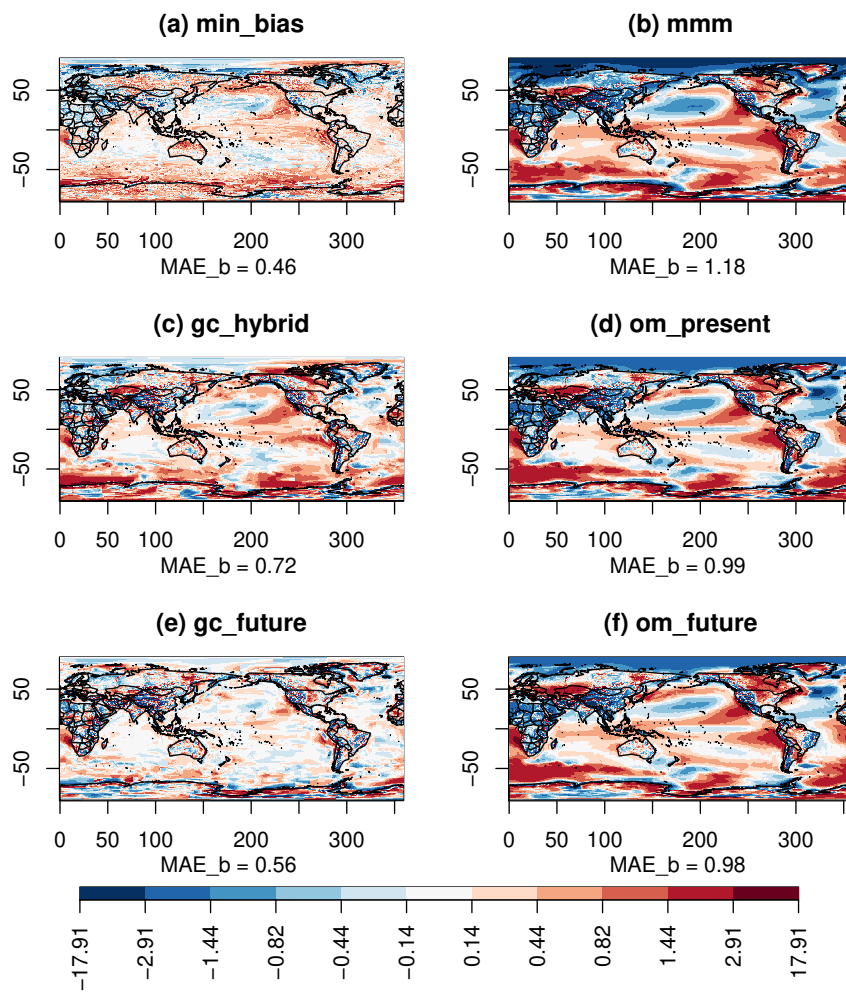 (a) min_bias
(b) mmm
50
−50
0 50 100 200 300
0 50 100 200 300
MAE_b = 0.46
MAE_b = 1.18
(c) gc_hybrid
(d) om_present
50
−50
0 50 100 200 300
0 50 100 200 300
MAE_b = 0.72
MAE_b = 0.99
(e) gc_future
(f) om_future
50
−50
0 50 100 200 300
0 50 100 200 300
MAE_b = 0.56
MAE_b = 0.98
−17.91 −2.91 −1.44 −0.82 −0.44 −0.14 0.14 0.44 0.82 1.44 2.91 17.91